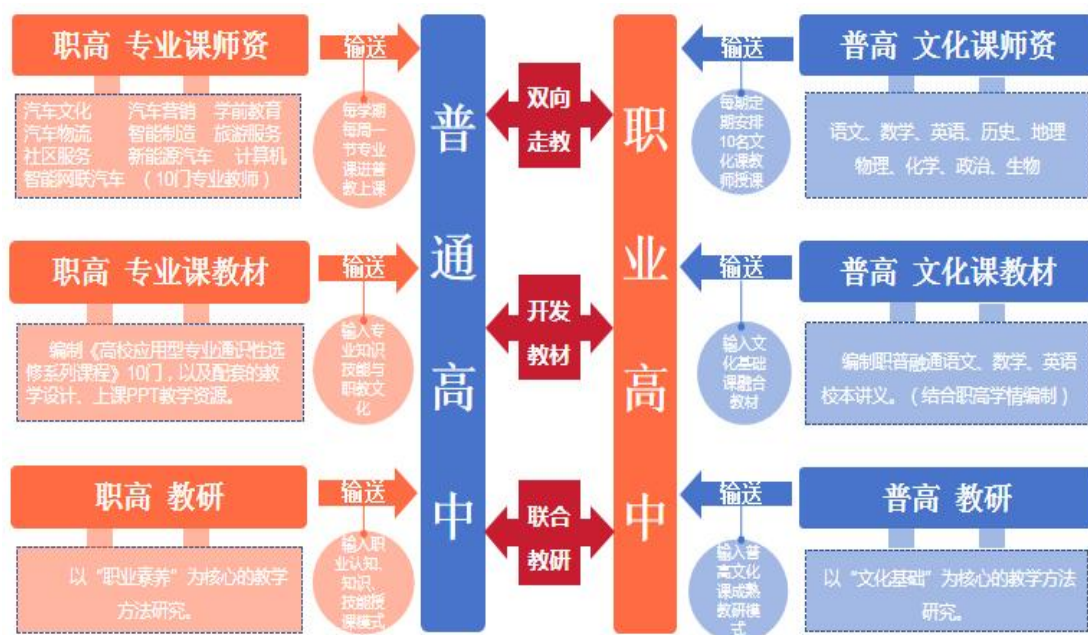 职高 专业课师资
输送
汽车文化 汽车营销 学前教育
汽车物流 智能制造 旅游服务
社区服务 新能源汽车 计算机
智能网联汽车 （10门专业教师）
每学期
每周一
节专业
课进普
教上课
职高 专业课教材
输送
编制《高校应用型专业通识性选
修系列课程》10门，以及配套的教
学设计、上课PPT教学资源。
输入专
业知识
技能与
职教文
化
职高 教研
输送
以“职业素养”为核心的教学
方法研究。
输入职
业认知、
知识、
技能授
课模式
普通高中
双向
走教
开发
教材
联合
教研
职业高中
输送
普高 文化课师资
每期定
期安排
10名文
化课教
师授课
语文、数学、英语、历史、地理
物理、化学、政治、生物
输送
普高 文化课教材
输入文
化基础
课融合
教材
编制职普融通语文、数学、英语
校本讲义。（结合职高学情编制）
输送
普高 教研
输入普
高文化
课成熟
教研模
式
以“文化基础”为核心的教学方法
研究。